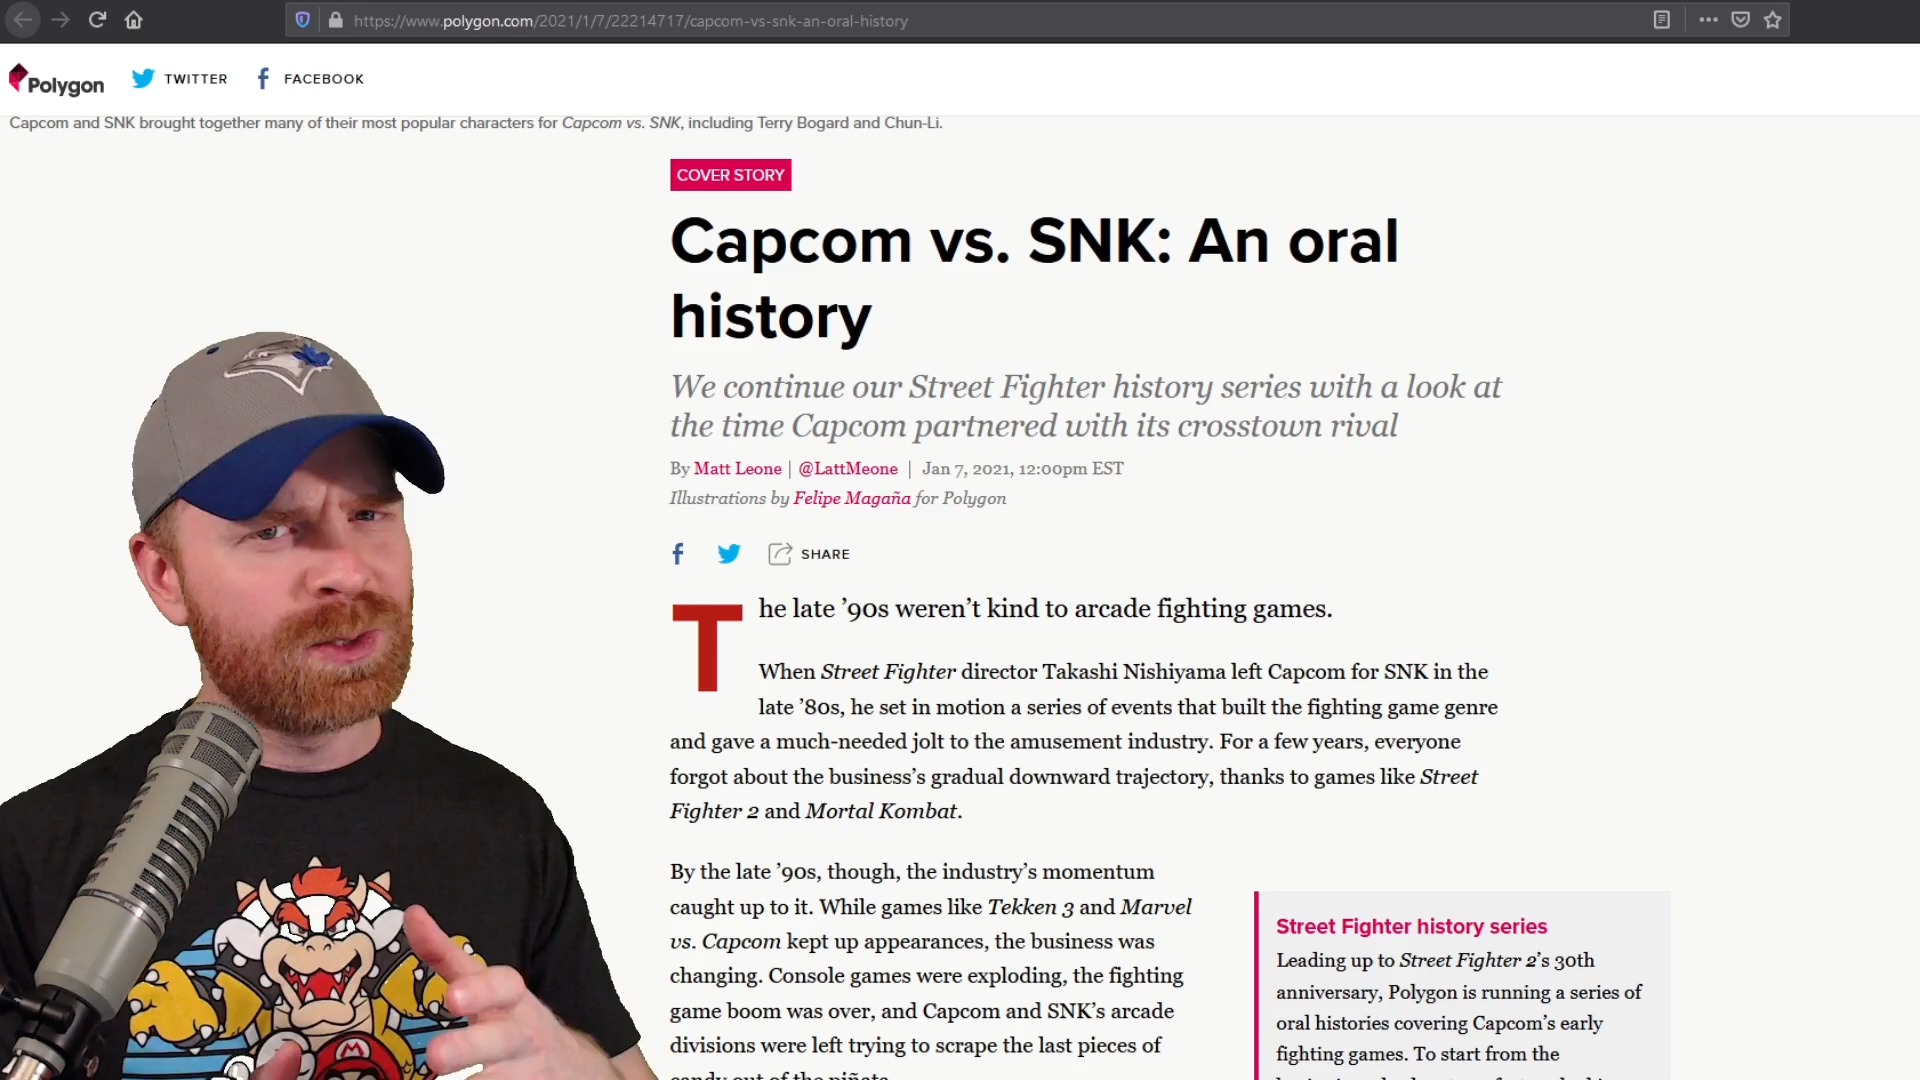 https://www.polygon.com/2021/1/7/22214717/capcom-vs-snk-an-oral-history
Polygon
TWITTER
FACEBOOK
Capcom and SNK brought together many of their most popular characters for Capcom vs. SNK, including Terry Bogard and Chun-Li.
COVER STORY
Capcom vs. SNK: An oral
history
We continue our Street Fighter history series with a look at
the time Capcom partnered with its crosstown rival
By Matt Leone | @LattMeone | Jan 7, 2021, 12:00pm EST
Illustrations by Felipe Magaña for Polygon
SHARE
The late ’90s weren’t kind to arcade fighting games.
When Street Fighter director Takashi Nishiyama left Capcom for SNK in the
late ’80s, he set in motion a series of events that built the fighting game genre
and gave a much-needed jolt to the amusement industry. For a few years, everyone
forgot about the business’s gradual downward trajectory, thanks to games like Street
Fighter 2 and Mortal Kombat.
By the late ’90s, though, the industry’s momentum
caught up to it. While games like Tekken 3 and Marvel
vs. Capcom kept up appearances, the business was
changing. Console games were exploding, the fighting
game boom was over, and Capcom and SNK’s arcade
divisions were left trying to scrape the last pieces of
candy out of the piñata.
Street Fighter history series
Leading up to Street Fighter 2’s 30th
anniversary, Polygon is running a series of
oral histories covering Capcom’s early
fighting games. To start from the